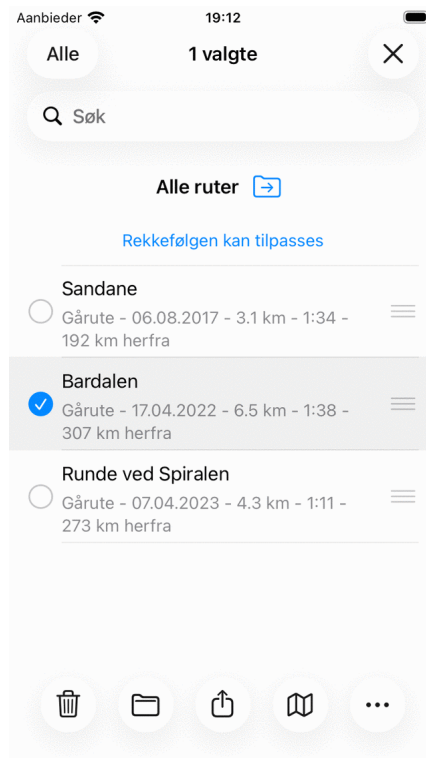 Aanbieder 19:12
Alle 1 valgte
Søk
Alle ruter
Rekkefølgen kan tilpasses
Sandane
Gårute - 06.08.2017 - 3.1 km - 1:34 -
192 km herfra
Bardalen
Gårute - 17.04.2022 - 6.5 km - 1:38 -
307 km herfra
Runde ved Spiralen
Gårute - 07.04.2023 - 4.3 km - 1:11 -
273 km herfra